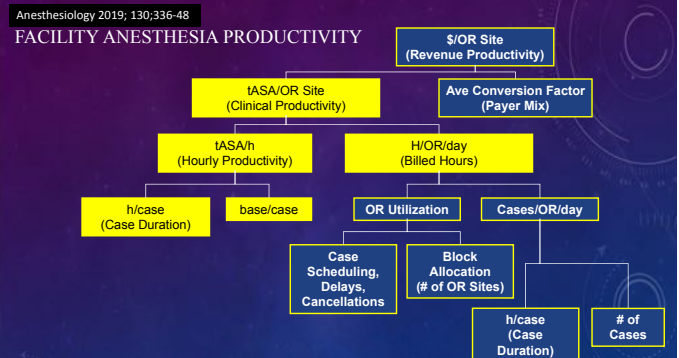 Anesthesiology 2019; 130;336-48
FACILITY ANESTHESIA PRODUCTIVITY
$/OR Site
(Revenue Productivity)
tASA/OR Site
(Clinical Productivity)
Ave Conversion Factor
(Payer Mix)
tASA/h
(Hourly Productivity)
H/OR/day
(Billed Hours)
h/case
(Case Duration)
base/case
OR Utilization
Cases/OR/day
Case
Scheduling,
Delays,
Cancellations
Block
Allocation
(# of OR Sites)
h/case
(Case
Duration)
# of
Cases